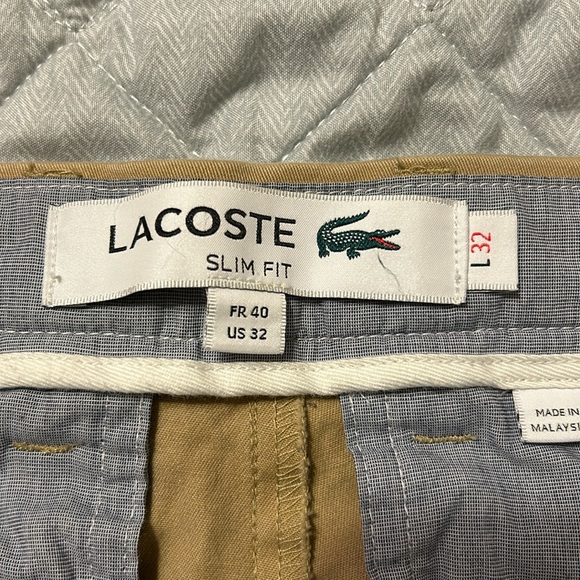 LACOSTE
SLIM FIT
L 32
FR 40
US 32
MADE IN
MALAYSI